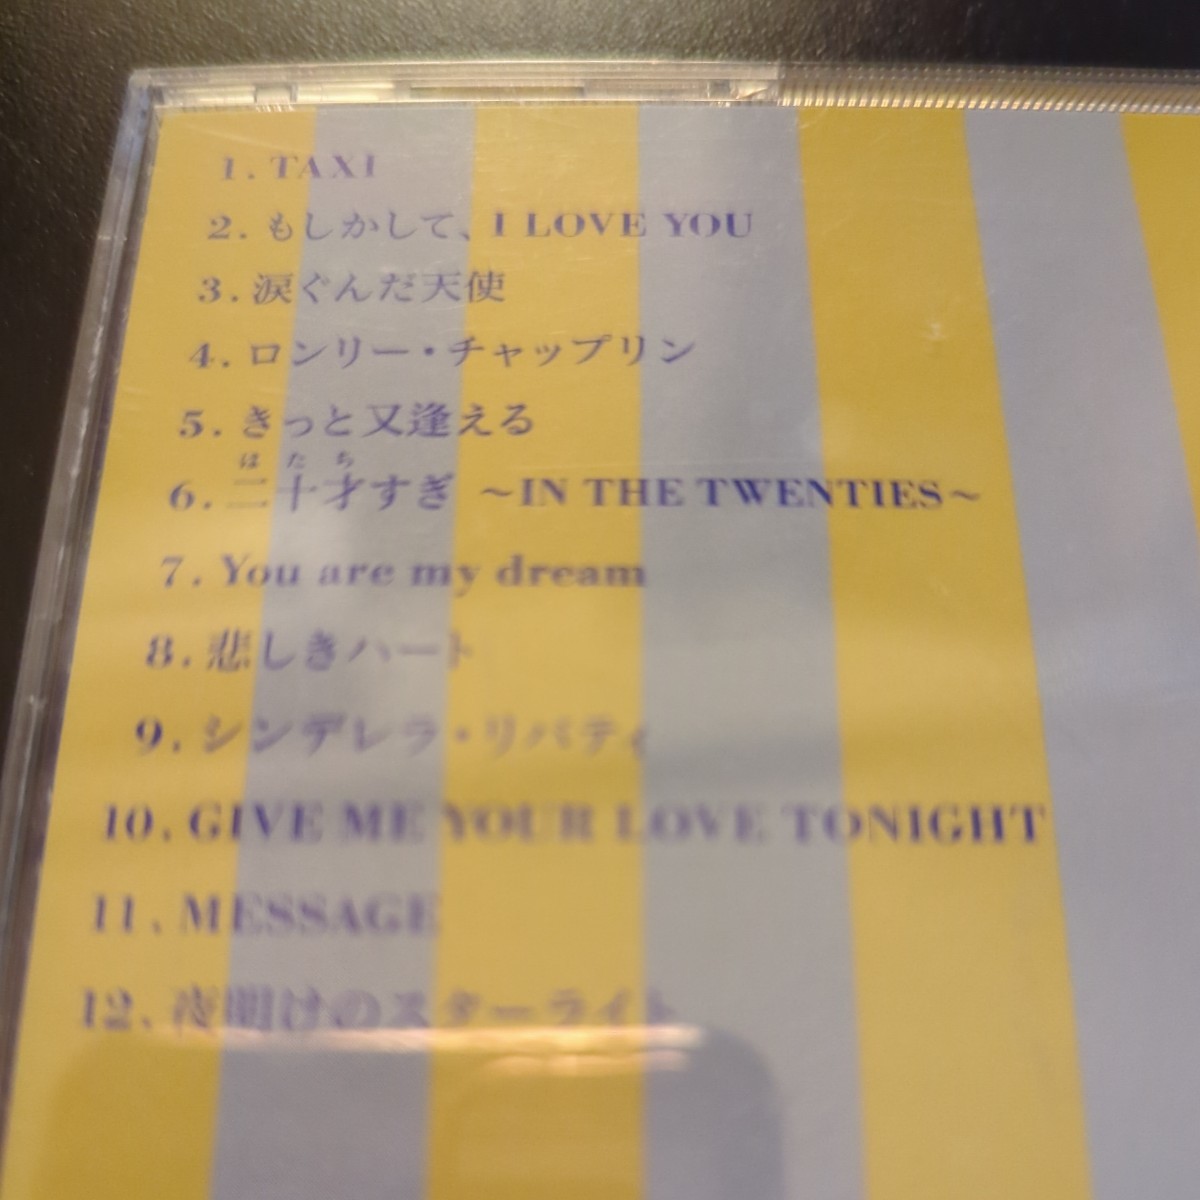 1. TAXI
2. もしかして、I LOVE YOU
3. 涙ぐんだ天使
4. ロンリー・チャップリン
5. きっと又逢える
はたち
6. 二十才すぎ ～IN THE TWENTIES～
7. You are my dream
8. 悲しきハート
9. シンデレラ・リバティ
10. GIVE ME YOUR LOVE TONIGHT
11. MESSAGE
12. 夜明けのスターライト